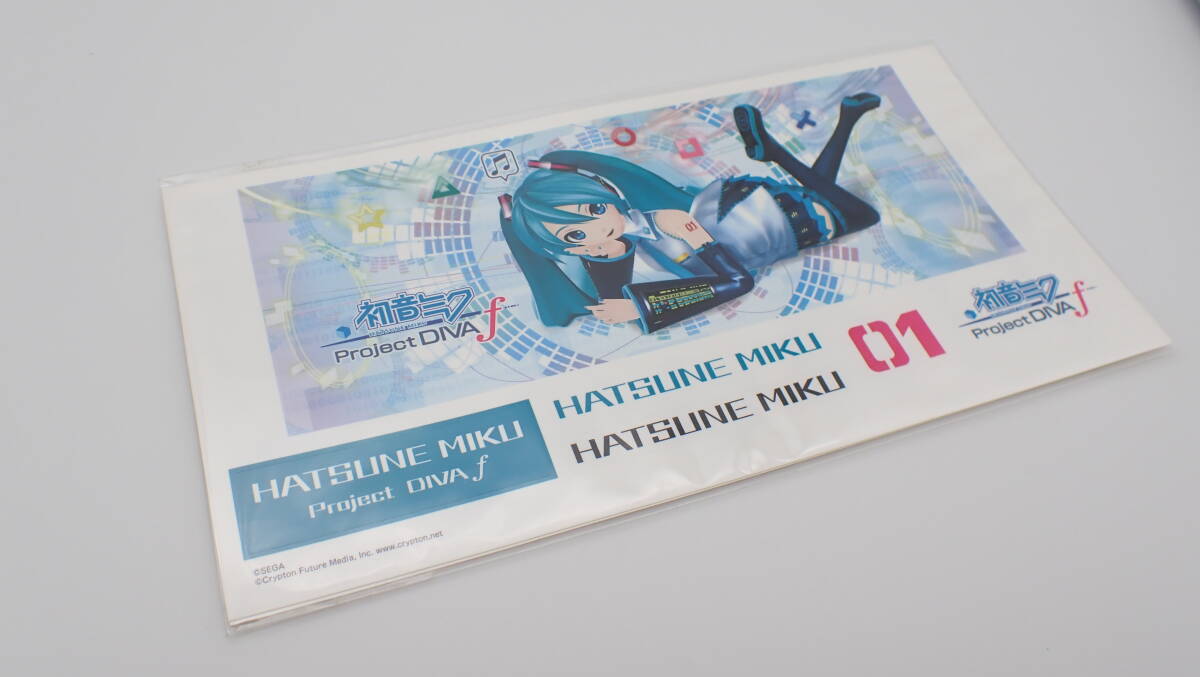 01
初音ミク
Project DIVA f
初音ミク
Project DIVA f
HATSUNE MIKU
HATSUNE MIKU
01
HATSUNE MIKU
Project DIVA f
©SEGA
©Crypton Future Media, Inc. www.crypton.net